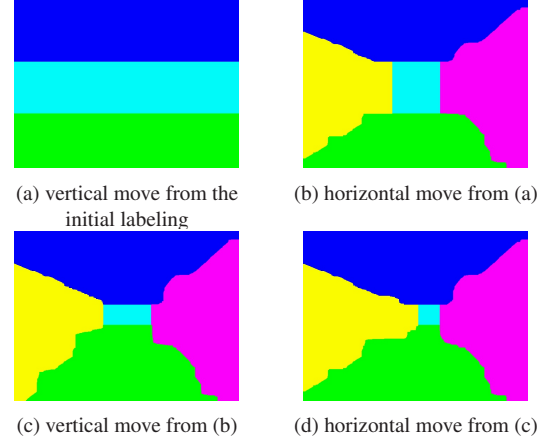 (a) vertical move from the
initial labeling
(b) horizontal move from (a)
(c) vertical move from (b)
(d) horizontal move from (c)